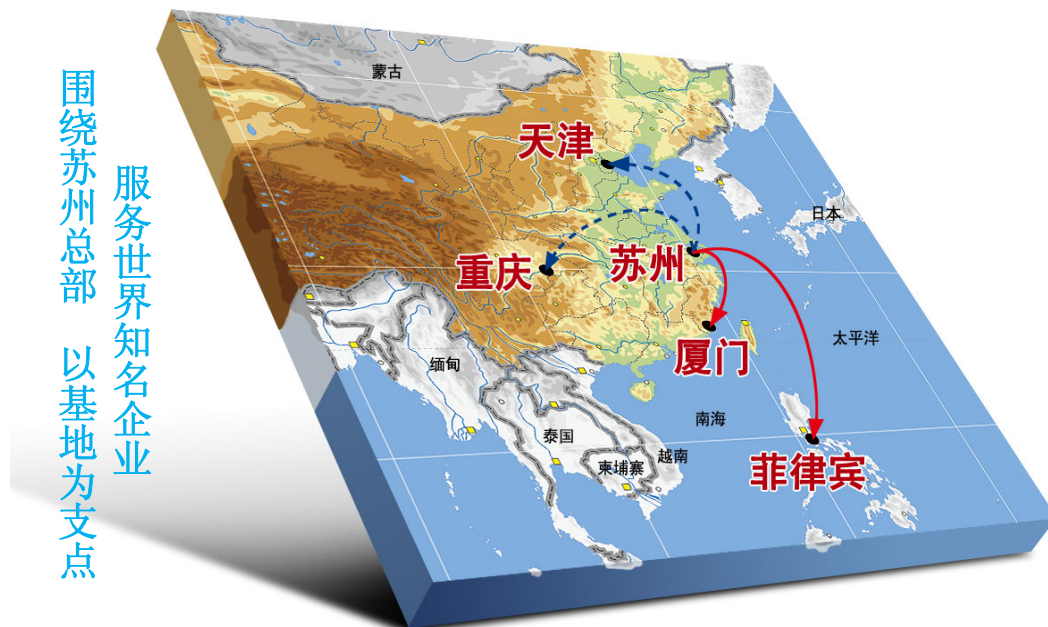 围绕苏州总部 以基地为支点
服务世界知名企业
蒙古
天津
日本
苏州
重庆
太平洋
厦门
缅甸
南海
泰国
越南
柬埔寨
菲律宾